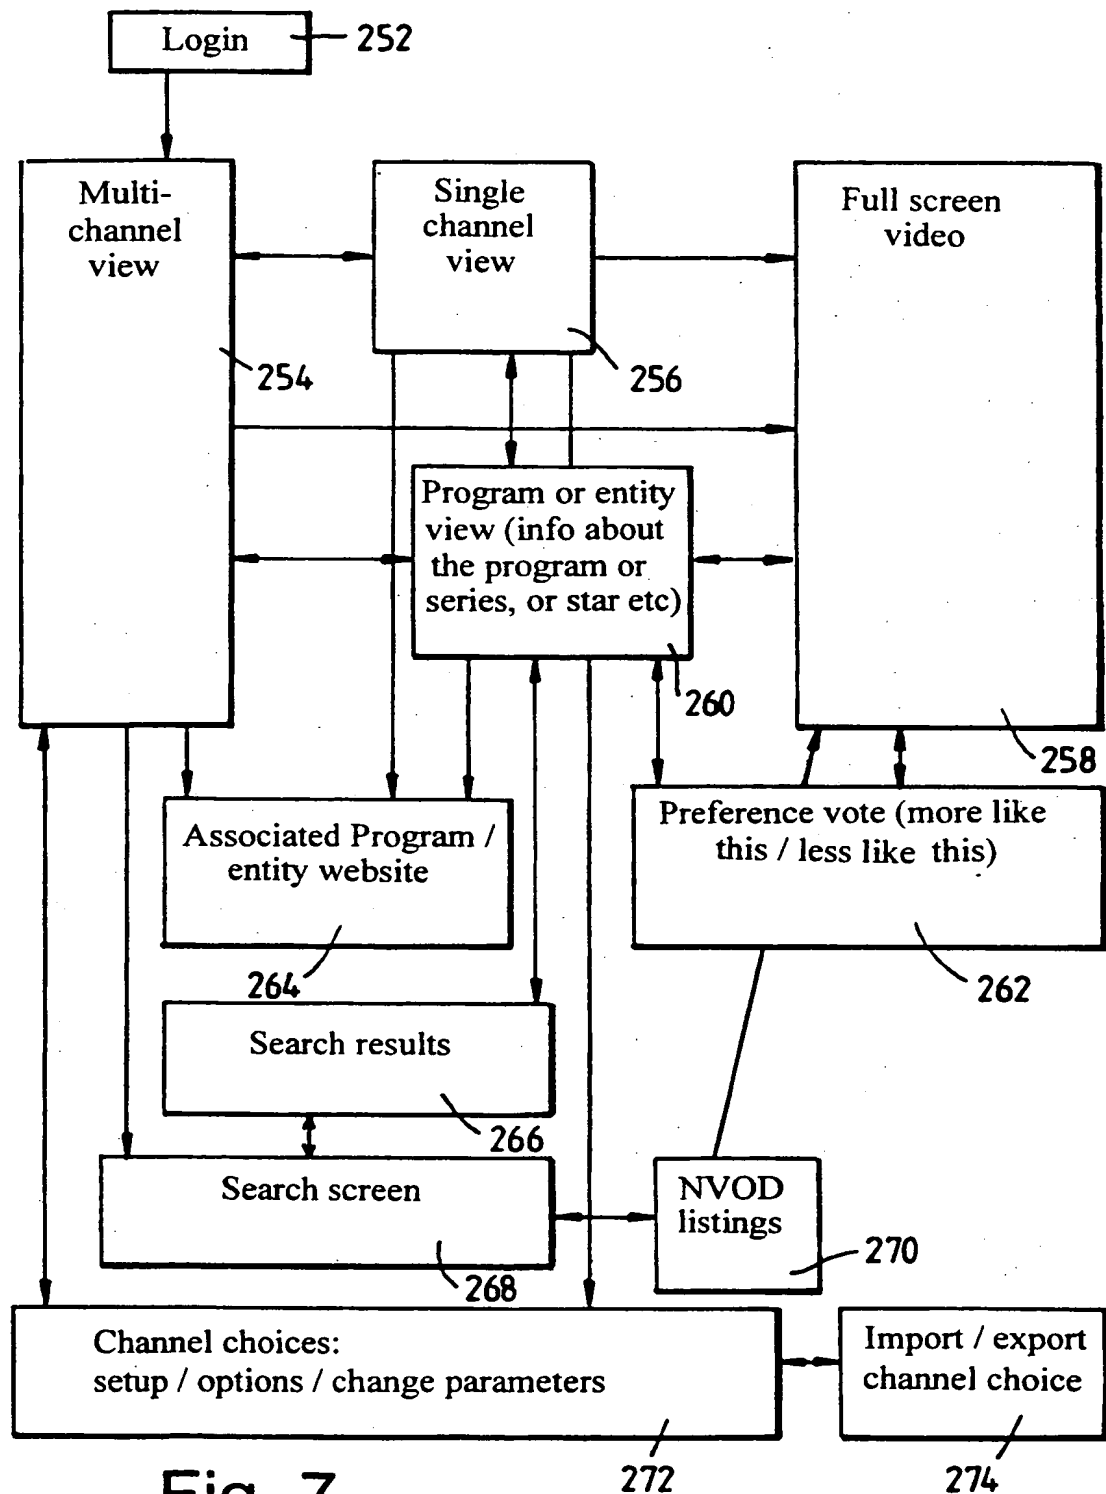 Login
252
Multi-
channel
view
254
Single
channel
view
256
Full screen
video
258
Program or entity
view (info about
the program or
series, or star etc)
260
Preference vote (more like
this / less like this)
262
Associated Program /
entity website
264
Search results
266
Search screen
268
NVOD
listings
270
Channel choices:
setup / options / change parameters
272
Import / export
channel choice
274
Fig. 7